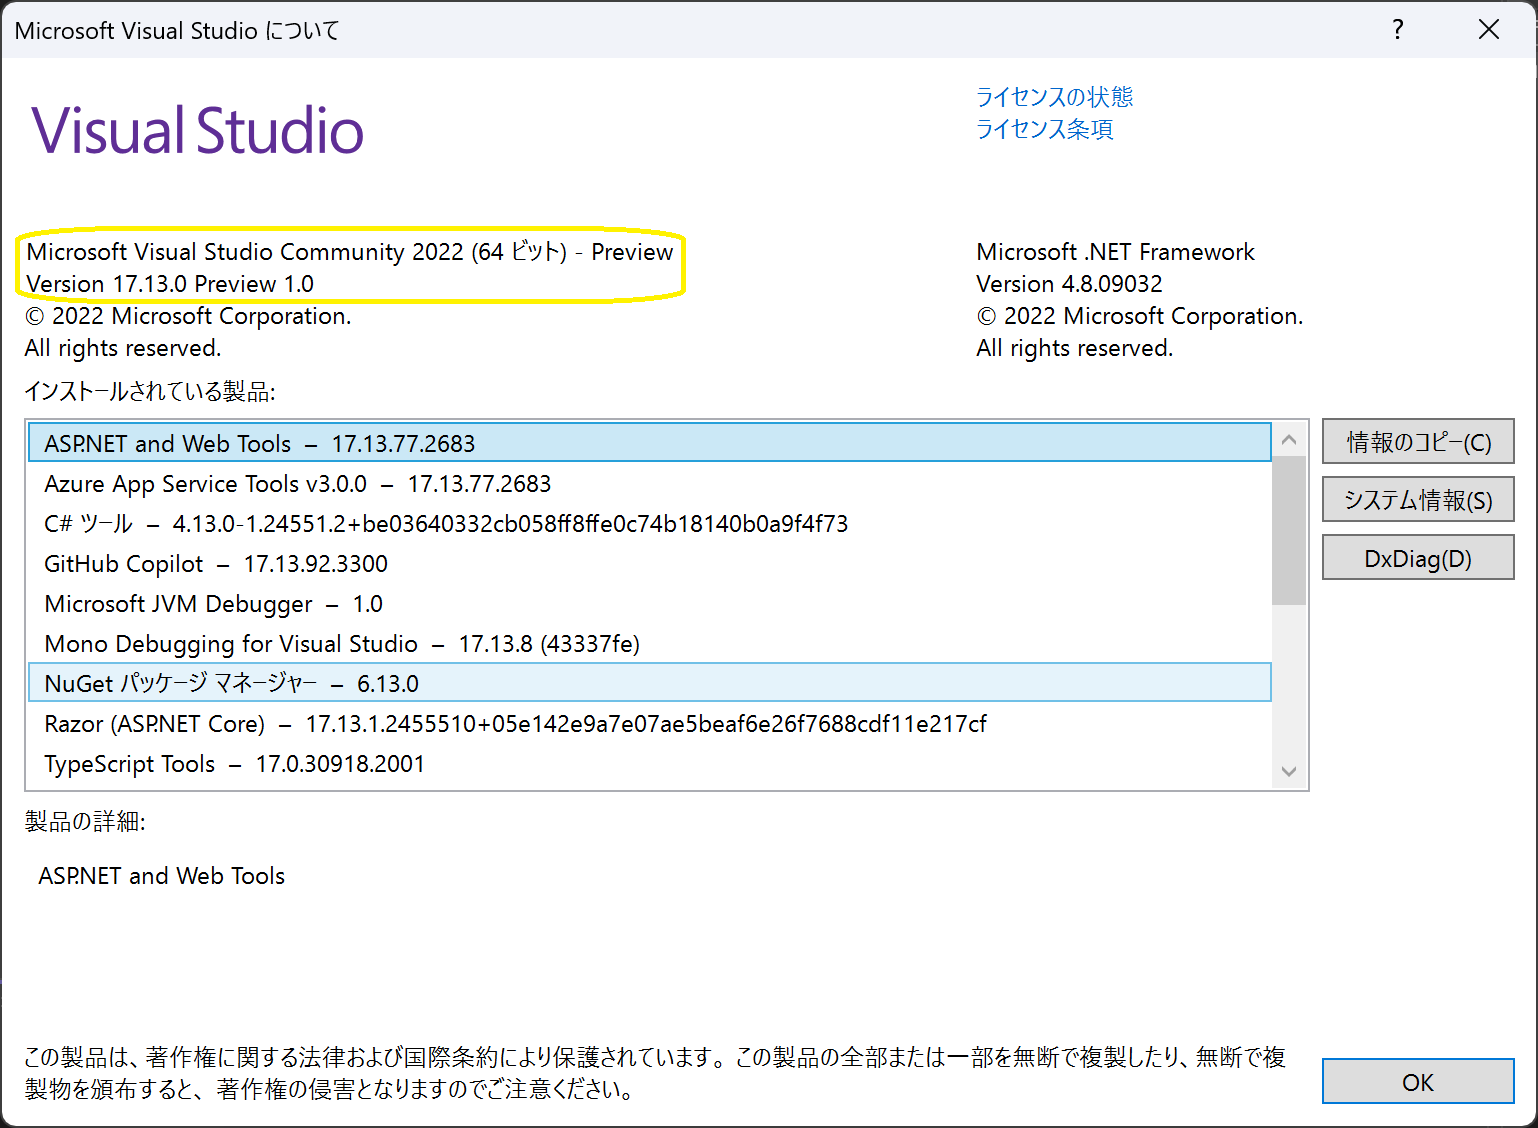 Microsoft Visual Studio について
?
Visual Studio
ライセンスの状態
ライセンス条項
Microsoft Visual Studio Community 2022 (64 ビット) - Preview
Version 17.13.0 Preview 1.0
© 2022 Microsoft Corporation.
All rights reserved.
Microsoft .NET Framework
Version 4.8.09032
© 2022 Microsoft Corporation.
All rights reserved.
インストールされている製品:
ASP.NET and Web Tools – 17.13.77.2683
Azure App Service Tools v3.0.0 – 17.13.77.2683
C# ツール – 4.13.0-1.24551.2+be03640332cb058ff8ffe0c74b18140b0a9f4f73
GitHub Copilot – 17.13.92.3300
Microsoft JVM Debugger – 1.0
Mono Debugging for Visual Studio – 17.13.8 (43337fe)
NuGet パッケージ マネージャー – 6.13.0
Razor (ASP.NET Core) – 17.13.1.2455510+05e142e9a7e07ae5beaf6e26f7688cdf11e217cf
TypeScript Tools – 17.0.30918.2001
情報のコピー(C)
システム情報(S)
DxDiag(D)
製品の詳細:
ASP.NET and Web Tools
この製品は、著作権に関する法律および国際条約により保護されています。この製品の全部または一部を無断で複製したり、無断で複
製物を頒布すると、著作権の侵害となりますのでご注意ください。
OK